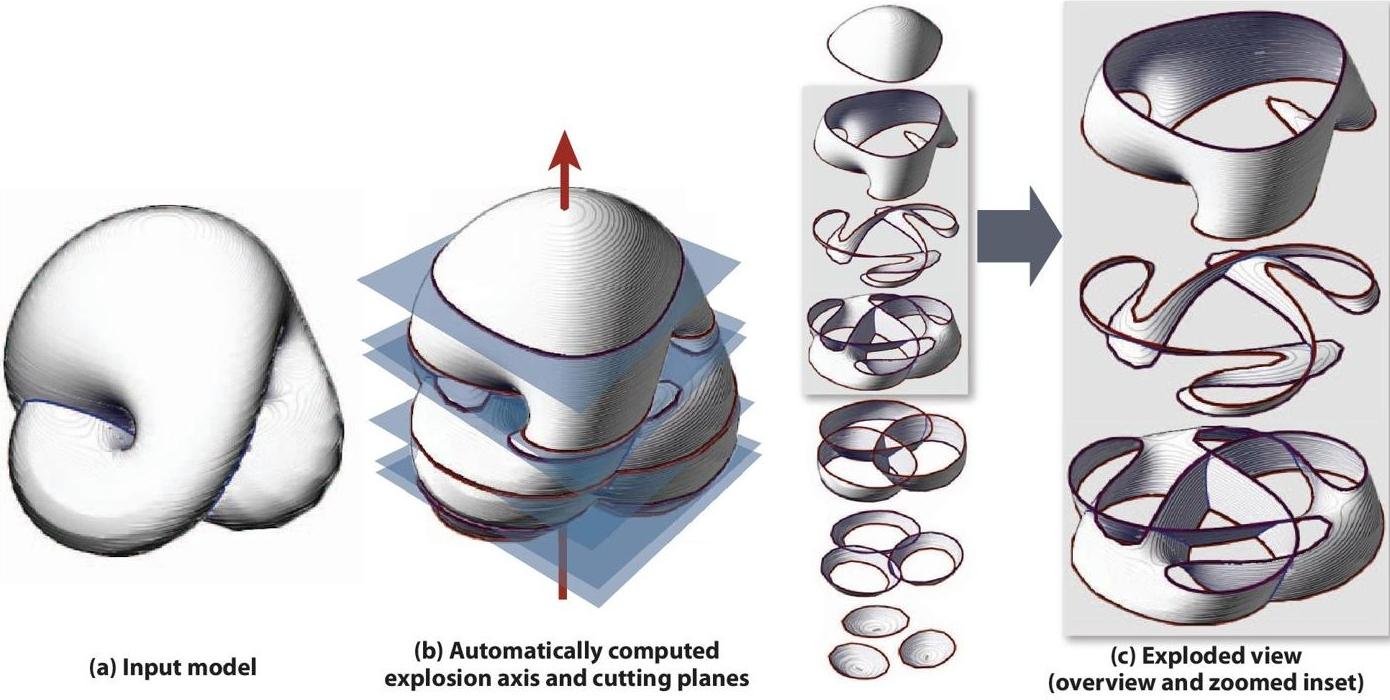 (a) Input model
(b) Automatically computed
explosion axis and cutting planes
(c) Exploded view
(overview and zoomed inset)